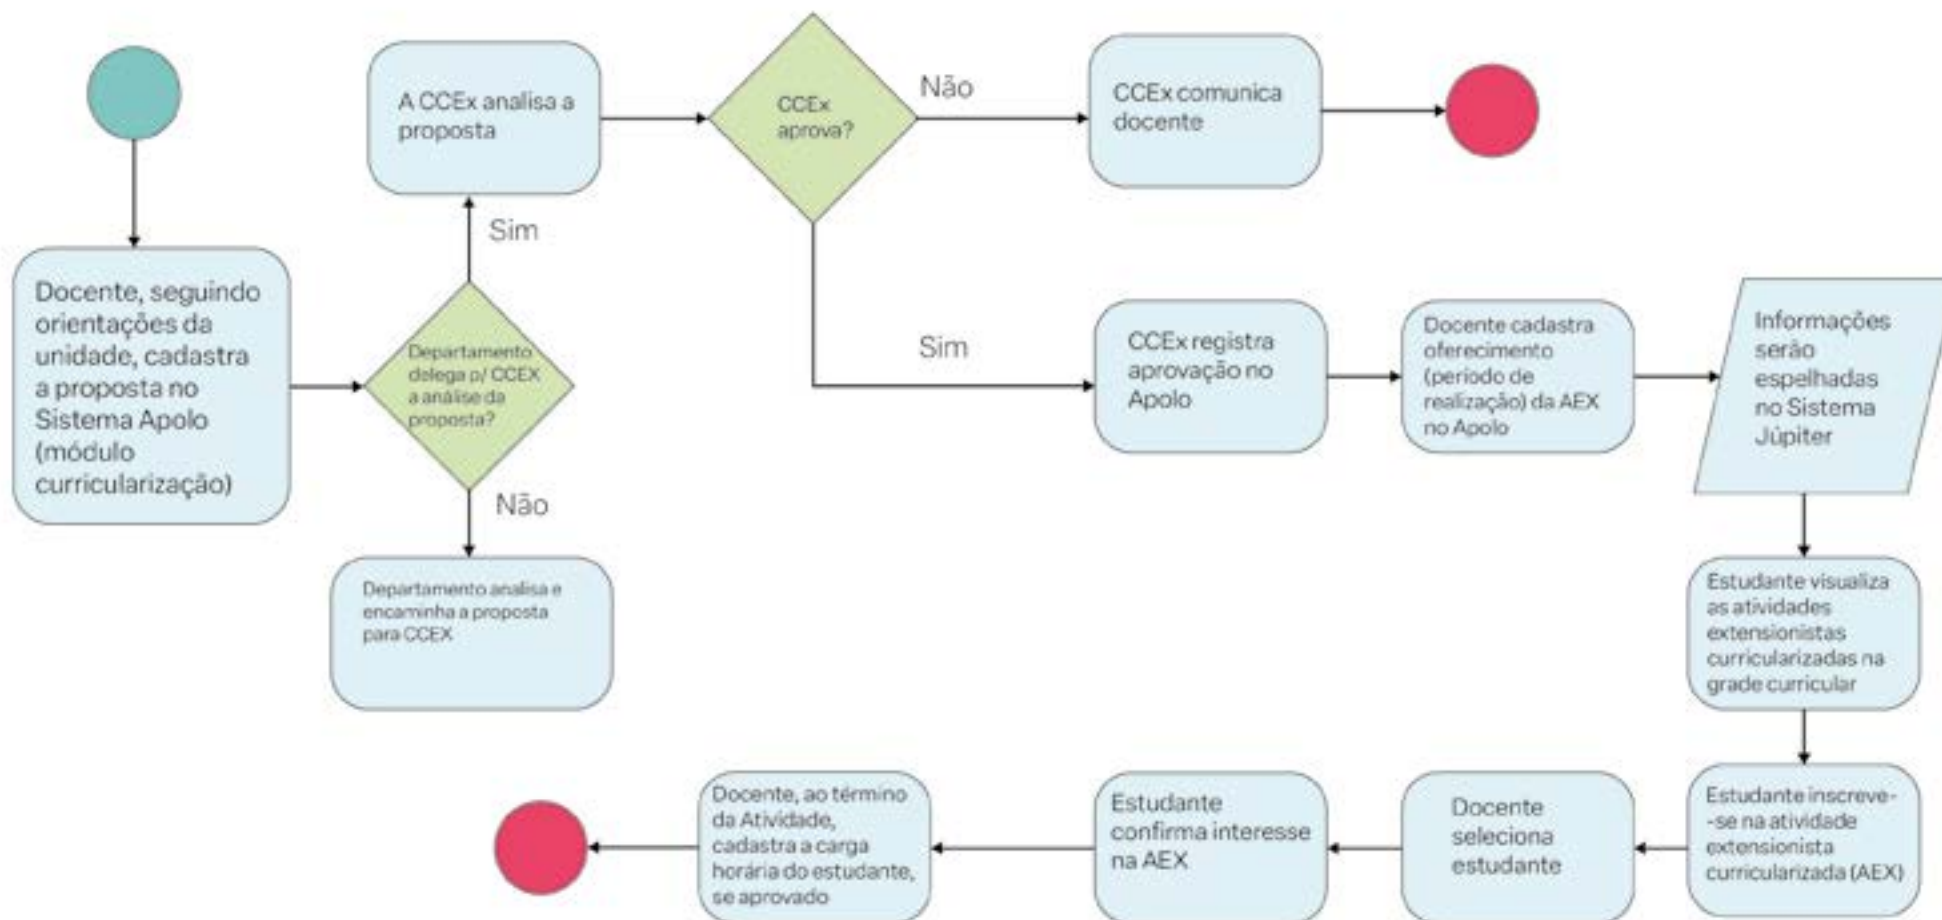 Docente, seguindo
orientações da
unidade, cadastra
a proposta no
Sistema Apolo
(módulo
curricularização)
Departamento
delega p/ CCEX
a análise da
proposta?
Sim
A CCEx analisa a
proposta
Não
Departamento analisa e
encaminha a proposta
para CCEX
CCEx
aprova?
Não
CCEx comunica
docente
Sim
CCEx registra
aprovação no
Apolo
Docente cadastra
oferecimento
(período de
realização) da AEX
no Apolo
Informações
serão
espelhadas
no Sistema
Júpiter
Estudante visualiza
as atividades
extensionistas
curricularizadas na
grade curricular
Estudante inscreve-
-se na atividade
extensionista
curricularizada (AEX)
Docente
seleciona
estudante
Estudante
confirma interesse
na AEX
Docente, ao término
da Atividade,
cadastra a carga
horária do estudante,
se aprovado